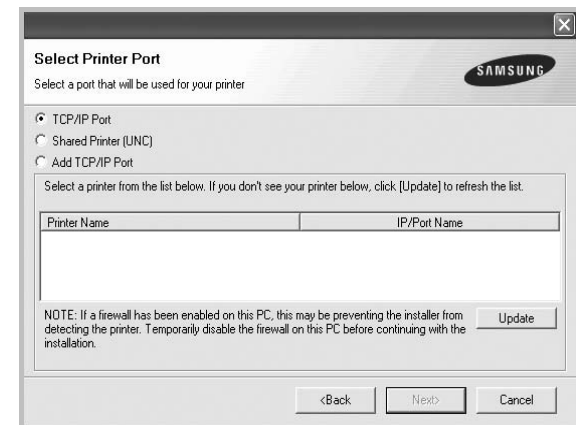 Select Printer Port
Select a port that will be used for your printer
SAMSUNG
TCP/IP Port
Shared Printer (UNC)
Add TCP/IP Port
Select a printer from the list below. If you don't see your printer below, click [Update] to refresh the list.
Printer Name IP/Port Name
NOTE: If a firewall has been enabled on this PC, this may be preventing the installer from
detecting the printer. Temporarily disable the firewall on this PC before continuing with the
installation.
Update
<Back Next> Cancel